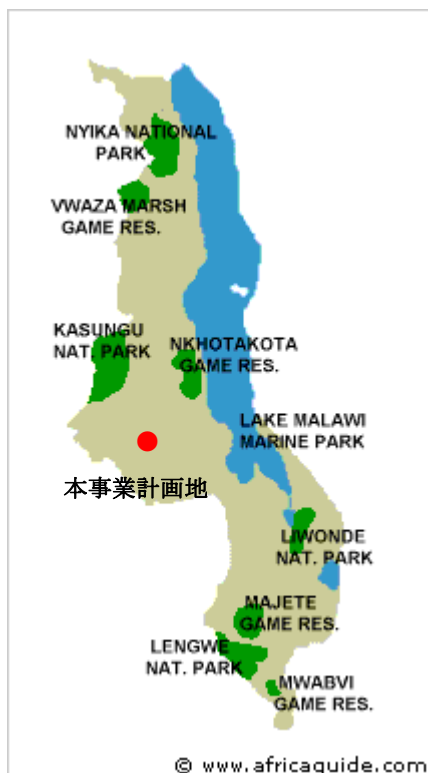 NYIKA NATIONAL
PARK
VWAZA MARSH
GAME RES.
KASUNGU
NAT. PARK
NKHOTAKOTA
GAME RES.
LAKE MALAWI
MARINE PARK
本事業計画地
LIWONDE
NAT. PARK
MAJETE
GAME RES.
LENGWE
NAT. PARK
MWABVI
GAME RES.
© www.africaguide.com